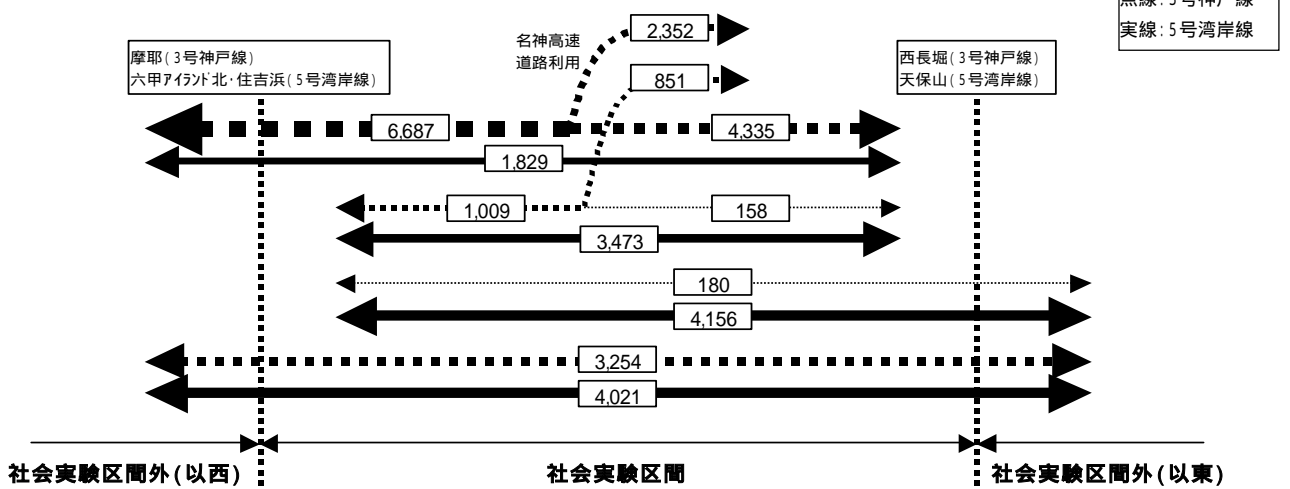 点線:5号神戸線
実線:5号湾岸線
名神高速
道路利用
2,352
851
摩耶(3号神戸線)
六甲アイランド北・住吉浜(5号湾岸線)
西長堀(3号神戸線)
天保山(5号湾岸線)
6,687
4,335
1,829
1,009
158
3,473
180
4,156
3,254
4,021
社会実験区間外(以西)
社会実験区間
社会実験区間外(以東)